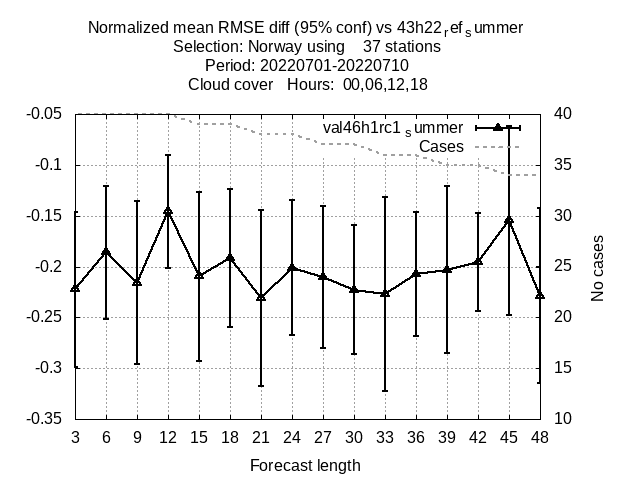 Normalized mean RMSE diff (95% conf) vs 43h22refsummer
Selection: Norway using 37 stations
Period: 20220701-20220710
Cloud cover Hours: 00,06,12,18
-0.05
-0.1
-0.15
-0.2
-0.25
-0.3
-0.35
val46h1rc1summer
Cases
40
35
30
25
20
15
10
No cases
3 6 9 12 15 18 21 24 27 30 33 36 39 42 45 48
Forecast length